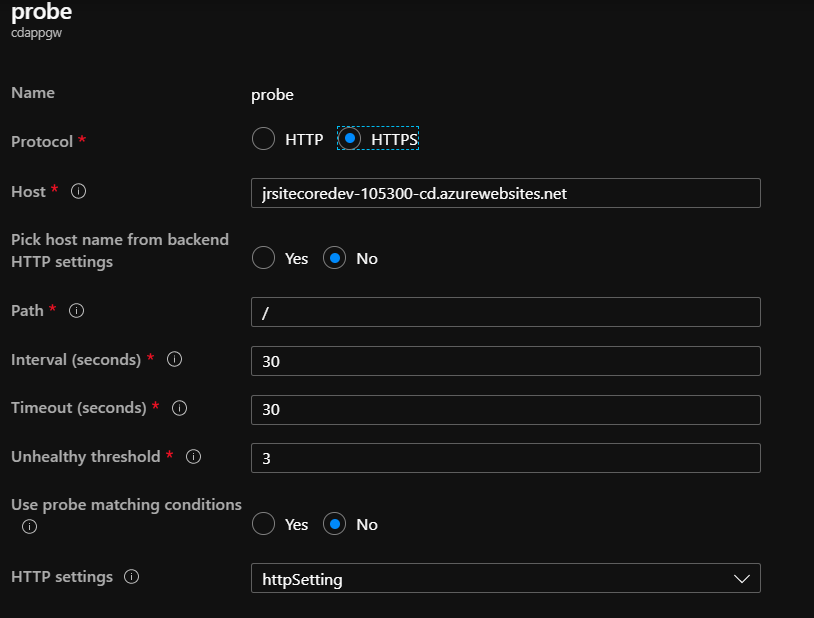 probe
cdappgw
Name probe
Protocol * HTTP HTTPS
Host * jrsitecoredev-105300-cd.azurewebsites.net
Pick host name from backend
HTTP settings Yes No
Path * /
Interval (seconds) * 30
Timeout (seconds) * 30
Unhealthy threshold * 3
Use probe matching conditions
Yes No
HTTP settings httpSetting